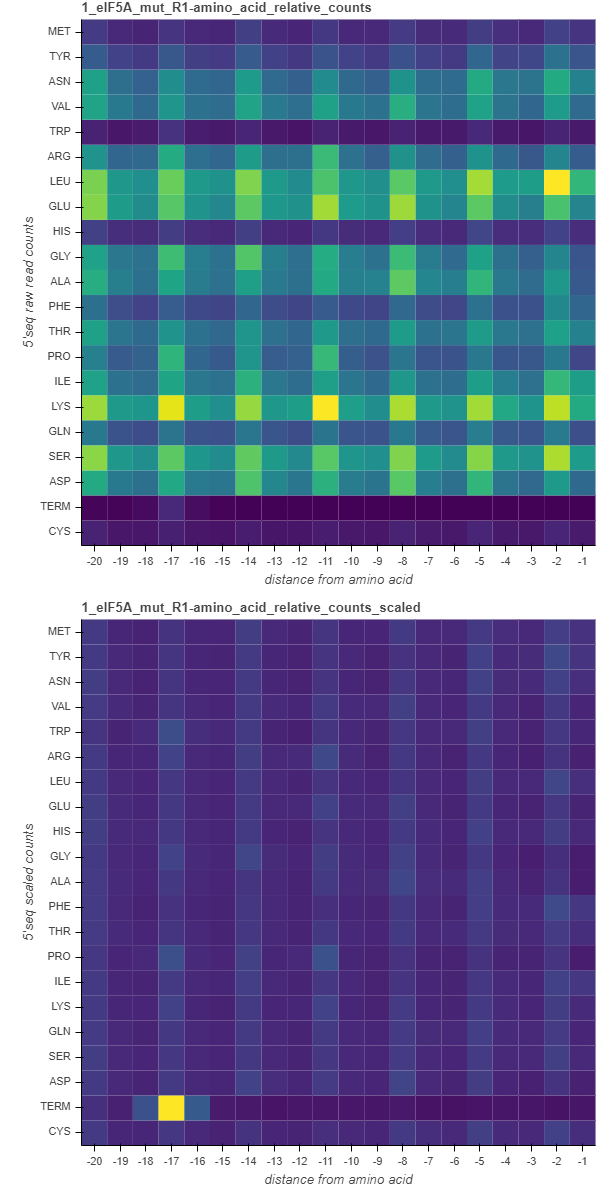 1_eIF5A_mut_R1-amino_acid_relative_counts
MET
TYR
ASN
VAL
TRP
ARG
LEU
GLU
HIS
GLY
ALA
PHE
THR
PRO
ILE
LYS
GLN
SER
ASP
TERM
CYS
5'seq raw read counts
-20 -19 -18 -17 -16 -15 -14 -13 -12 -11 -10 -9 -8 -7 -6 -5 -4 -3 -2 -1
distance from amino acid
1_eIF5A_mut_R1-amino_acid_relative_counts_scaled
MET
TYR
ASN
VAL
TRP
ARG
LEU
GLU
HIS
GLY
ALA
PHE
THR
PRO
ILE
LYS
GLN
SER
ASP
TERM
CYS
5'seq scaled counts
-20 -19 -18 -17 -16 -15 -14 -13 -12 -11 -10 -9 -8 -7 -6 -5 -4 -3 -2 -1
distance from amino acid